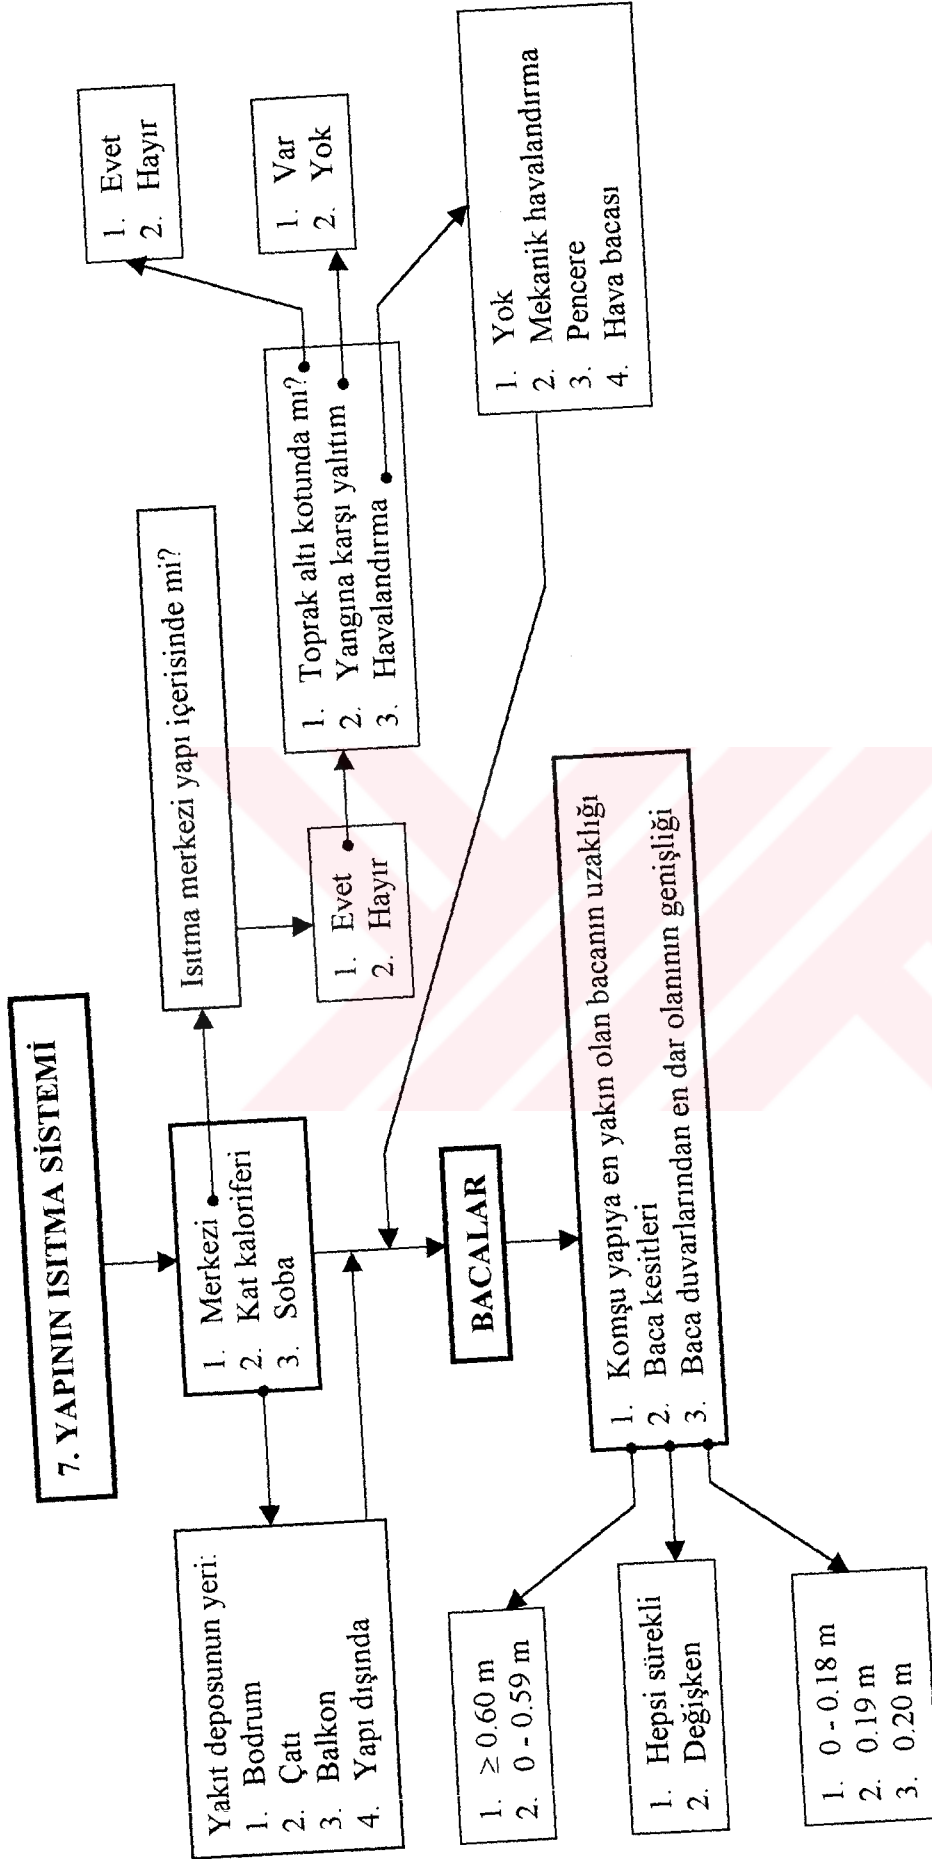 7. YAPININ ISITMA SİSTEMİ
1. Merkezi
2. Kat kaloriferi
3. Soba
Isıtma merkezi yapı içerisinde mi?
1. Evet
2. Hayır
1. Toprak altı kotunda mı?
2. Yangına karşı yalıtım
3. Havalandırma
1. Evet
2. Hayır
1. Var
2. Yok
1. Yok
2. Mekanik havalandırma
3. Pencere
4. Hava bacası
Yakıt deposunun yeri:
1. Bodrum
2. Çatı
3. Balkon
4. Yapı dışında
BACALAR
1. Komşu yapıya en yakın olan bacanın uzaklığı
2. Baca kesitleri
3. Baca duvarlarından en dar olanının genişliği
1. ≥ 0.60 m
2. 0 - 0.59 m
1. Hepsi sürekli
2. Değişken
1. 0 - 0.18 m
2. 0.19 m
3. 0.20 m